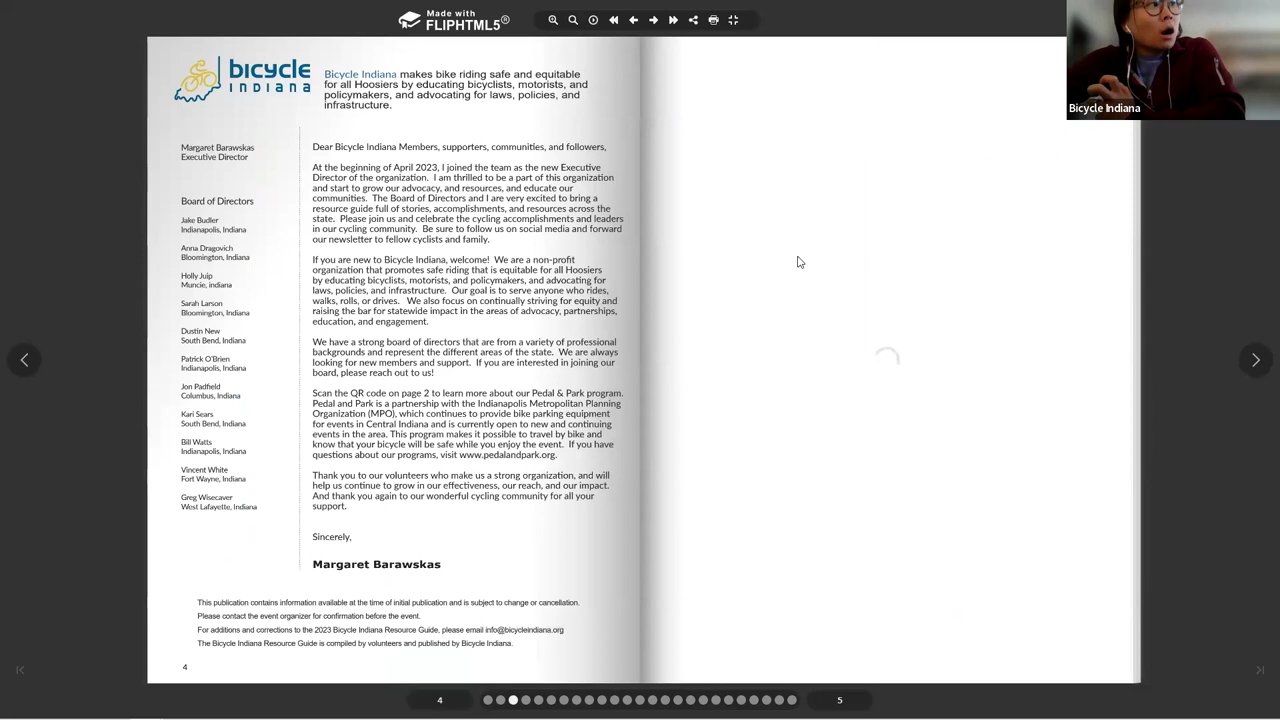 Made with
FLIPHTML5®
Bicycle Indiana
bicycle
INDIANA
Bicycle Indiana makes bike riding safe and equitable
for all Hoosiers by educating bicyclists, motorists, and
policymakers, and advocating for laws, policies, and
infrastructure.
Margaret Barawskas
Executive Director
Board of Directors
Jake Budler
Indianapolis, Indiana
Anna Dragovich
Bloomington, Indiana
Holly Juip
Muncie, indiana
Sarah Larson
Bloomington, Indiana
Dustin New
South Bend, Indiana
Patrick O'Brien
Indianapolis, Indiana
Jon Padfield
Columbus, Indiana
Kari Sears
South Bend, Indiana
Bill Watts
Indianapolis, Indiana
Vincent White
Fort Wayne, Indiana
Greg Wisecaver
West Lafayette, Indiana
Dear Bicycle Indiana Members, supporters, communities, and followers,
At the beginning of April 2023, I joined the team as the new Executive
Director of the organization. I am thrilled to be a part of this organization
and start to grow our advocacy, and resources, and educate our
communities. The Board of Directors and I are very excited to bring a
resource guide full of stories, accomplishments, and resources across the
state. Please join us and celebrate the cycling accomplishments and leaders
in our cycling community. Be sure to follow us on social media and forward
our newsletter to fellow cyclists and family.
If you are new to Bicycle Indiana, welcome! We are a non-profit
organization that promotes safe riding that is equitable for all Hoosiers
by educating bicyclists, motorists, and policymakers, and advocating for
laws, policies, and infrastructure. Our goal is to serve anyone who rides,
walks, rolls, or drives. We also focus on continually striving for equity and
raising the bar for statewide impact in the areas of advocacy, partnerships,
education, and engagement.
We have a strong board of directors that are from a variety of professional
backgrounds and represent the different areas of the state. We are always
looking for new members and support. If you are interested in joining our
board, please reach out to us!
Scan the QR code on page 2 to learn more about our Pedal & Park program.
Pedal and Park is a partnership with the Indianapolis Metropolitan Planning
Organization (MPO), which continues to provide bike parking equipment
for events in Central Indiana and is currently open to new and continuing
events in the area. This program makes it possible to travel by bike and
know that your bicycle will be safe while you enjoy the event. If you have
questions about our programs, visit www.pedalandpark.org.
Thank you to our volunteers who make us a strong organization, and will
help us continue to grow in our effectiveness, our reach, and our impact.
And thank you again to our wonderful cycling community for all your
support.
Sincerely,
Margaret Barawskas
This publication contains information available at the time of initial publication and is subject to change or cancellation.
Please contact the event organizer for confirmation before the event.
For additions and corrections to the 2023 Bicycle Indiana Resource Guide, please email info@bicycleindiana.org
The Bicycle Indiana Resource Guide is compiled by volunteers and published by Bicycle Indiana.
4
4
5